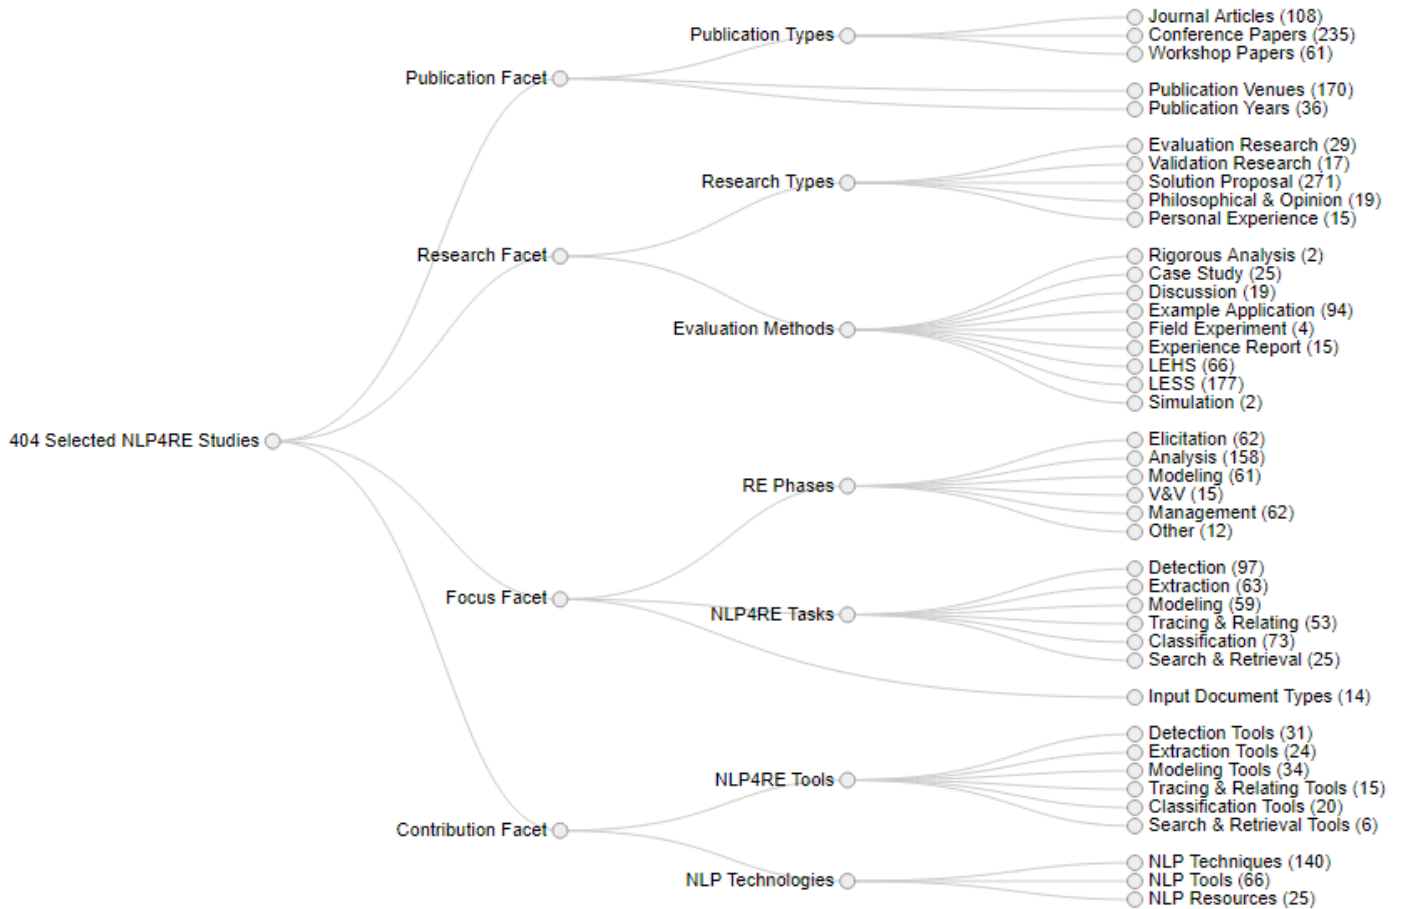 404 Selected NLP4RE Studies
Publication Facet
Publication Types
Journal Articles (108)
Conference Papers (235)
Workshop Papers (61)
Publication Venues (170)
Publication Years (36)
Research Facet
Research Types
Evaluation Research (29)
Validation Research (17)
Solution Proposal (271)
Philosophical & Opinion (19)
Personal Experience (15)
Evaluation Methods
Rigorous Analysis (2)
Case Study (25)
Discussion (19)
Example Application (94)
Field Experiment (4)
Experience Report (15)
LEHS (66)
LESS (177)
Simulation (2)
Focus Facet
RE Phases
Elicitation (62)
Analysis (158)
Modeling (61)
V&V (15)
Management (62)
Other (12)
NLP4RE Tasks
Detection (97)
Extraction (63)
Modeling (59)
Tracing & Relating (53)
Classification (73)
Search & Retrieval (25)
Input Document Types (14)
Contribution Facet
NLP4RE Tools
Detection Tools (31)
Extraction Tools (24)
Modeling Tools (34)
Tracing & Relating Tools (15)
Classification Tools (20)
Search & Retrieval Tools (6)
NLP Technologies
NLP Techniques (140)
NLP Tools (66)
NLP Resources (25)